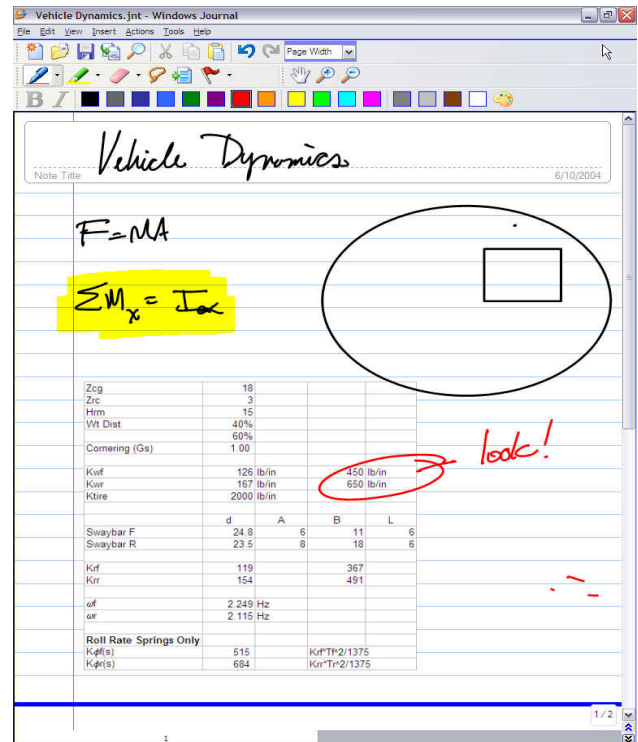 Vehicle Dynamics.jnt - Windows Journal
File Edit View Insert Actions Tools Help
Page Width
B I
Vehicle Dynamics
Note Title
6/10/2004
F=MA
ΣMx = Iα
Zcg 18
Zrc 3
Hrm 15
Wt Dist 40%
60%
Cornering (Gs) 1.00
look!
Kwf 126 lb/in 450 lb/in
Kwr 167 lb/in 650 lb/in
Ktire 2000 lb/in
d A B L
Swaybar F 24.8 6 11 6
Swaybar R 23.5 8 18 6
Krf 119 367
Krr 154 491
ωf 2.249 Hz
ωr 2.115 Hz
Roll Rate Springs Only
Kϕf(s) 515 Krf*Tf^2/1375
Kϕr(s) 684 Krr*Tr^2/1375
1 / 2
1